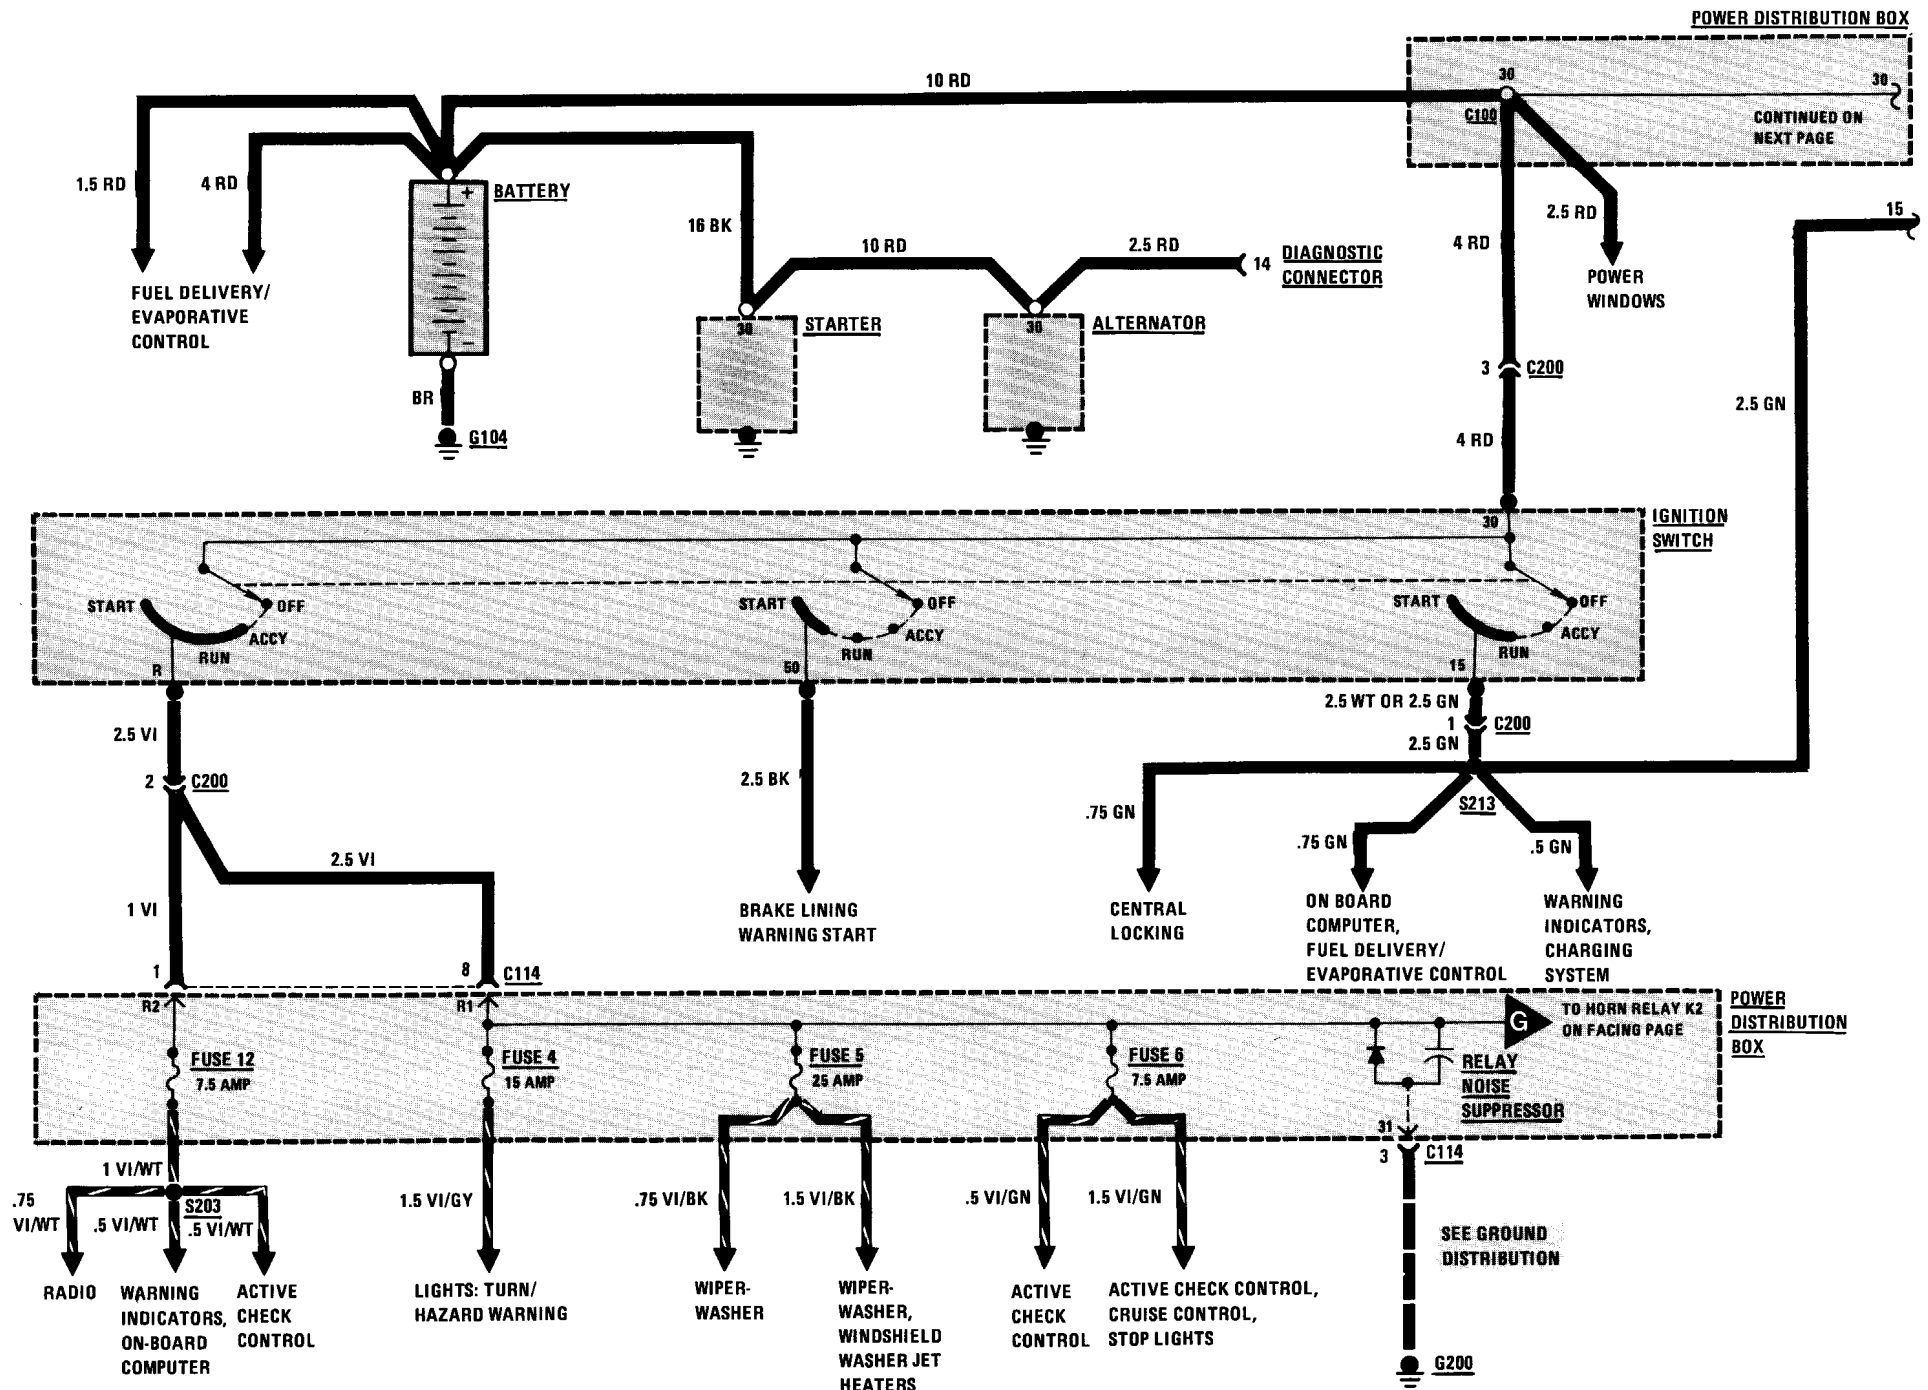 POWER DISTRIBUTION BOX
10 RD
30
30
C100
CONTINUED ON
NEXT PAGE
1.5 RD
4 RD
+
BATTERY
−
16 BK
10 RD
2.5 RD
14
DIAGNOSTIC
CONNECTOR
2.5 RD
4 RD
15
POWER
WINDOWS
FUEL DELIVERY/
EVAPORATIVE
CONTROL
30
STARTER
30
ALTERNATOR
3
C200
BR
G104
4 RD
2.5 GN
30
IGNITION
SWITCH
START
OFF
ACCY
RUN
R
START
OFF
ACCY
RUN
50
START
OFF
ACCY
RUN
15
2.5 VI
2
C200
2.5 BK
2.5 WT OR 2.5 GN
1
C200
2.5 GN
S213
.75 GN
.75 GN
.5 GN
2.5 VI
1 VI
BRAKE LINING
WARNING START
CENTRAL
LOCKING
ON BOARD
COMPUTER,
FUEL DELIVERY/
EVAPORATIVE CONTROL
WARNING
INDICATORS,
CHARGING
SYSTEM
1
8
C114
R2
R1
G
TO HORN RELAY K2
ON FACING PAGE
POWER
DISTRIBUTION
BOX
FUSE 12
7.5 AMP
FUSE 4
15 AMP
FUSE 5
25 AMP
FUSE 6
7.5 AMP
RELAY
NOISE
SUPPRESSOR
31
3
C114
1 VI/WT
.75
VI/WT
.5 VI/WT
S203
.5 VI/WT
1.5 VI/GY
.75 VI/BK
1.5 VI/BK
.5 VI/GN
1.5 VI/GN
SEE GROUND
DISTRIBUTION
RADIO
WARNING
INDICATORS,
ON-BOARD
COMPUTER
ACTIVE
CHECK
CONTROL
LIGHTS: TURN/
HAZARD WARNING
WIPER-
WASHER
WIPER-
WASHER,
WINDSHIELD
WASHER JET
HEATERS
ACTIVE
CHECK
CONTROL
ACTIVE CHECK CONTROL,
CRUISE CONTROL,
STOP LIGHTS
G200